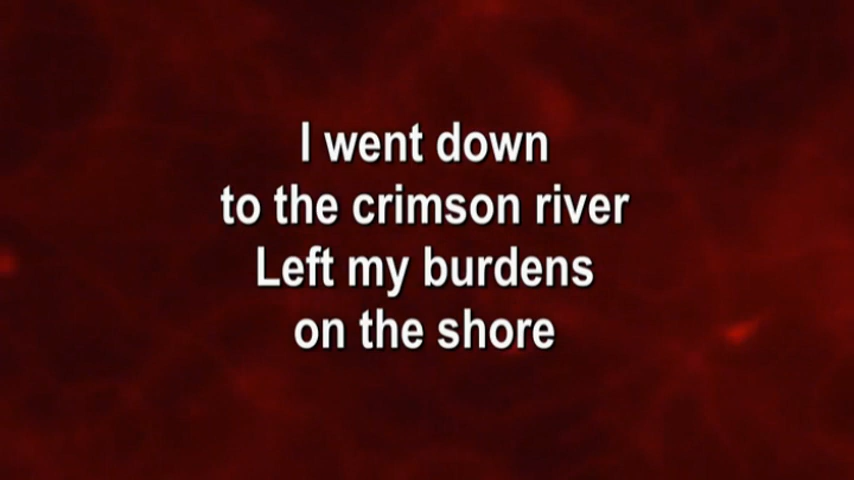 I went down
to the crimson river
Left my burdens
on the shore